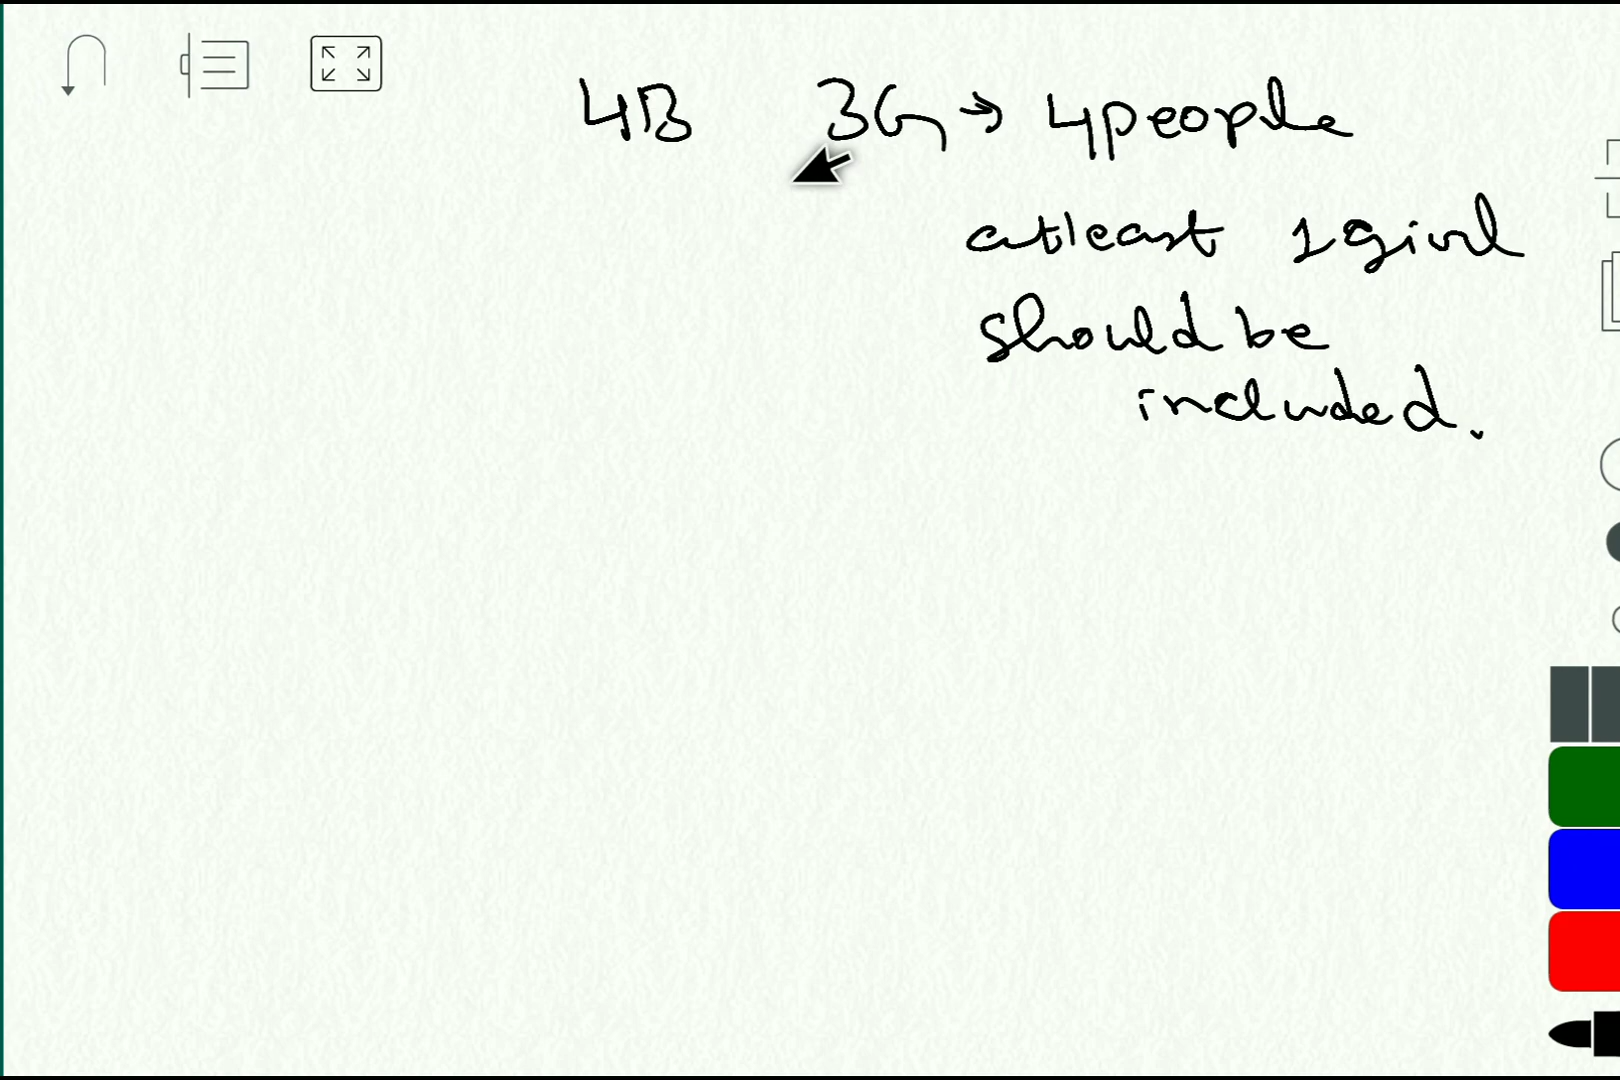 4B 3G → 4people
atleast 1girl
should be
included.